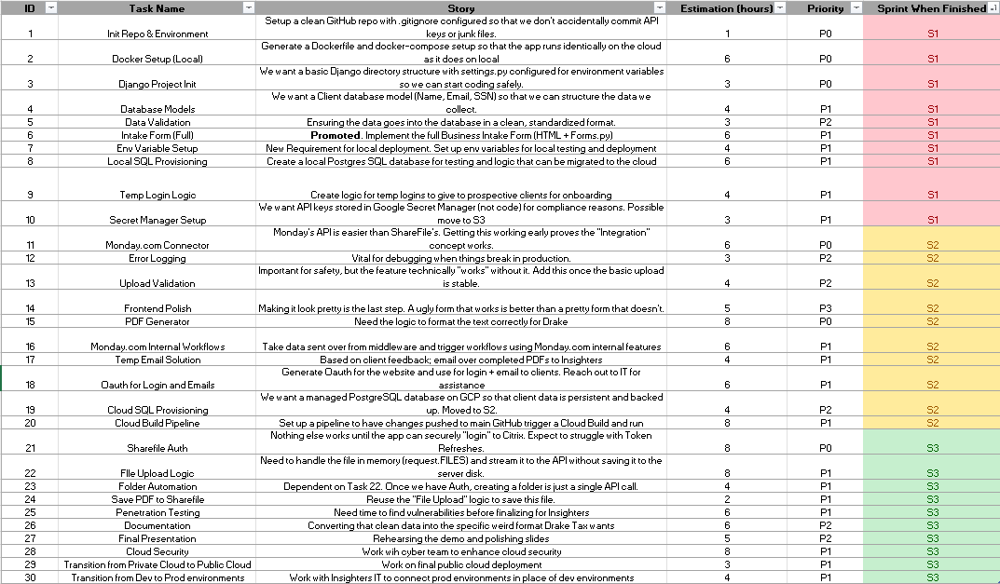 ID Task Name Story Estimation (hours) Priority Sprint When Finished
Setup a clean GitHub repo with .gitignore configured so that we don't accidentally commit API
1 Init Repo & Environment keys or junk files. 1 P0 S1
Generate a Dockerfile and docker-compose setup so that the app runs identically on the cloud
2 Docker Setup (Local) as it does on local 6 P0 S1
We want a basic Django directory structure with settings.py configured for environment variables
3 Django Project Init so we can start coding safely. 3 P0 S1
We want a Client database model (Name, Email, SSN) so that we can structure the data we
4 Database Models collect. 4 P1 S1
5 Data Validation Ensuring the data goes into the database in a clean, standardized format. 3 P2 S1
6 Intake Form (Full) Promoted. Implement the full Business Intake Form (HTML + Forms.py) 6 P1 S1
7 Env Variable Setup New Requirement for local deployment. Set up env variables for local testing and deployment 4 P1 S1
8 Local SQL Provisioning Create a local Postgres SQL database for testing and logic that can be migrated to the cloud 6 P1 S1
9 Temp Login Logic Create logic for temp logins to give to prospective clients for onboarding 4 P1 S1
We want API keys stored in Google Secret Manager (not code) for compliance reasons. Possible
10 Secret Manager Setup move to S3 3 P1 S1
Monday's API is easier than ShareFile's. Getting this working early proves the "Integration"
11 Monday.com Connector concept works. 6 P0 S2
12 Error Logging Vital for debugging when things break in production. 3 P2 S2
Important for safety, but the feature technically "works" without it. Add this once the basic upload
13 Upload Validation is stable. 4 P2 S2
14 Frontend Polish Making it look pretty is the last step. A ugly form that works is better than a pretty form that doesn't. 5 P3 S2
15 PDF Generator Need the logic to format the text correctly for Drake 8 P0 S2
16 Monday.com Internal Workflows Take data sent over from middleware and trigger workflows using Monday.com internal features 6 P1 S2
17 Temp Email Solution Based on client feedback; email over completed PDFs to Insighters 4 P1 S2
Generate Oauth for the website and use for login + email to clients. Reach out to IT for
18 Oauth for Login and Emails assistance 6 P1 S2
We want a managed PostgreSQL database on GCP so that client data is persistent and backed
19 Cloud SQL Provisioning up. Moved to S2. 4 P2 S2
20 Cloud Build Pipeline Set up a pipeline to have changes pushed to main GitHub trigger a Cloud Build and run 8 P1 S2
Nothing else works until the app can securely "login" to Citrix. Expect to struggle with Token
21 Sharefile Auth Refreshes. 8 P0 S3
Need to handle the file in memory (request.FILES) and stream it to the API without saving it to the
22 FIle Upload Logic server disk. 8 P1 S3
23 Folder Automation Dependent on Task 22. Once we have Auth, creating a folder is just a single API call. 4 P1 S3
24 Save PDF to Sharefile Reuse the "File Upload" logic to save this file. 2 P1 S3
25 Penetration Testing Need time to find vulnerabilities before finalizing for Insighters 6 P1 S3
26 Documentation Converting that clean data into the specific weird format Drake Tax wants 6 P2 S3
27 Final Presentation Rehearsing the demo and polishing slides 5 P2 S3
28 Cloud Security Work wih cyber team to enhance cloud security 8 P1 S3
29 Transition from Private Cloud to Public Cloud Work on final public cloud deployment 3 P1 S3
30 Transition from Dev to Prod environments Work with Insighters IT to connect prod environments in place of dev environments 4 P1 S3